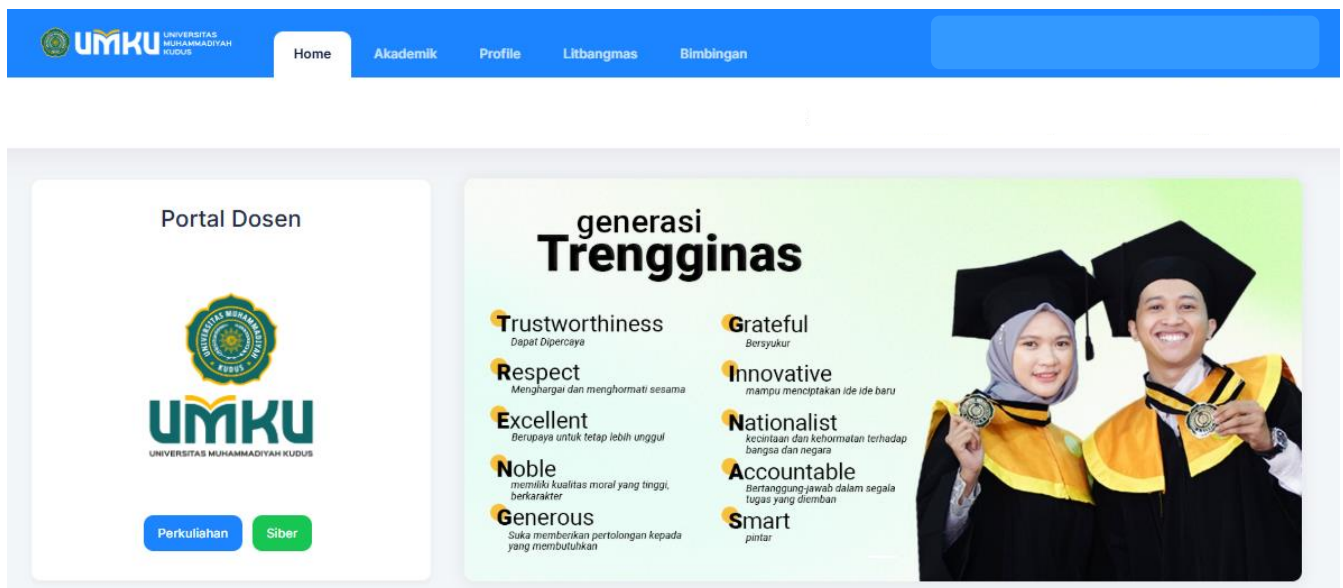 UMKU UNIVERSITAS
MUHAMMADIYAH
KUDUS
Home Akademik Profile Litbangmas Bimbingan
Portal Dosen
UNIVERSITAS MUHAMMADIYAH
KUDUS
UMKU
UNIVERSITAS MUHAMMADIYAH KUDUS
Perkuliahan Siber
generasi
Trengginas
Trustworthiness
Dapat Dipercaya
Respect
Menghargai dan menghormati sesama
Excellent
Berupaya untuk tetap lebih unggul
Noble
memiliki kualitas moral yang tinggi,
berkarakter
Generous
Suka memberikan pertolongan kepada
yang membutuhkan
Grateful
Bersyukur
Innovative
mampu menciptakan ide ide baru
Nationalist
kecintaan dan kehormatan terhadap
bangsa dan negara
Accountable
Bertanggung-jawab dalam segala
tugas yang diemban
Smart
pintar